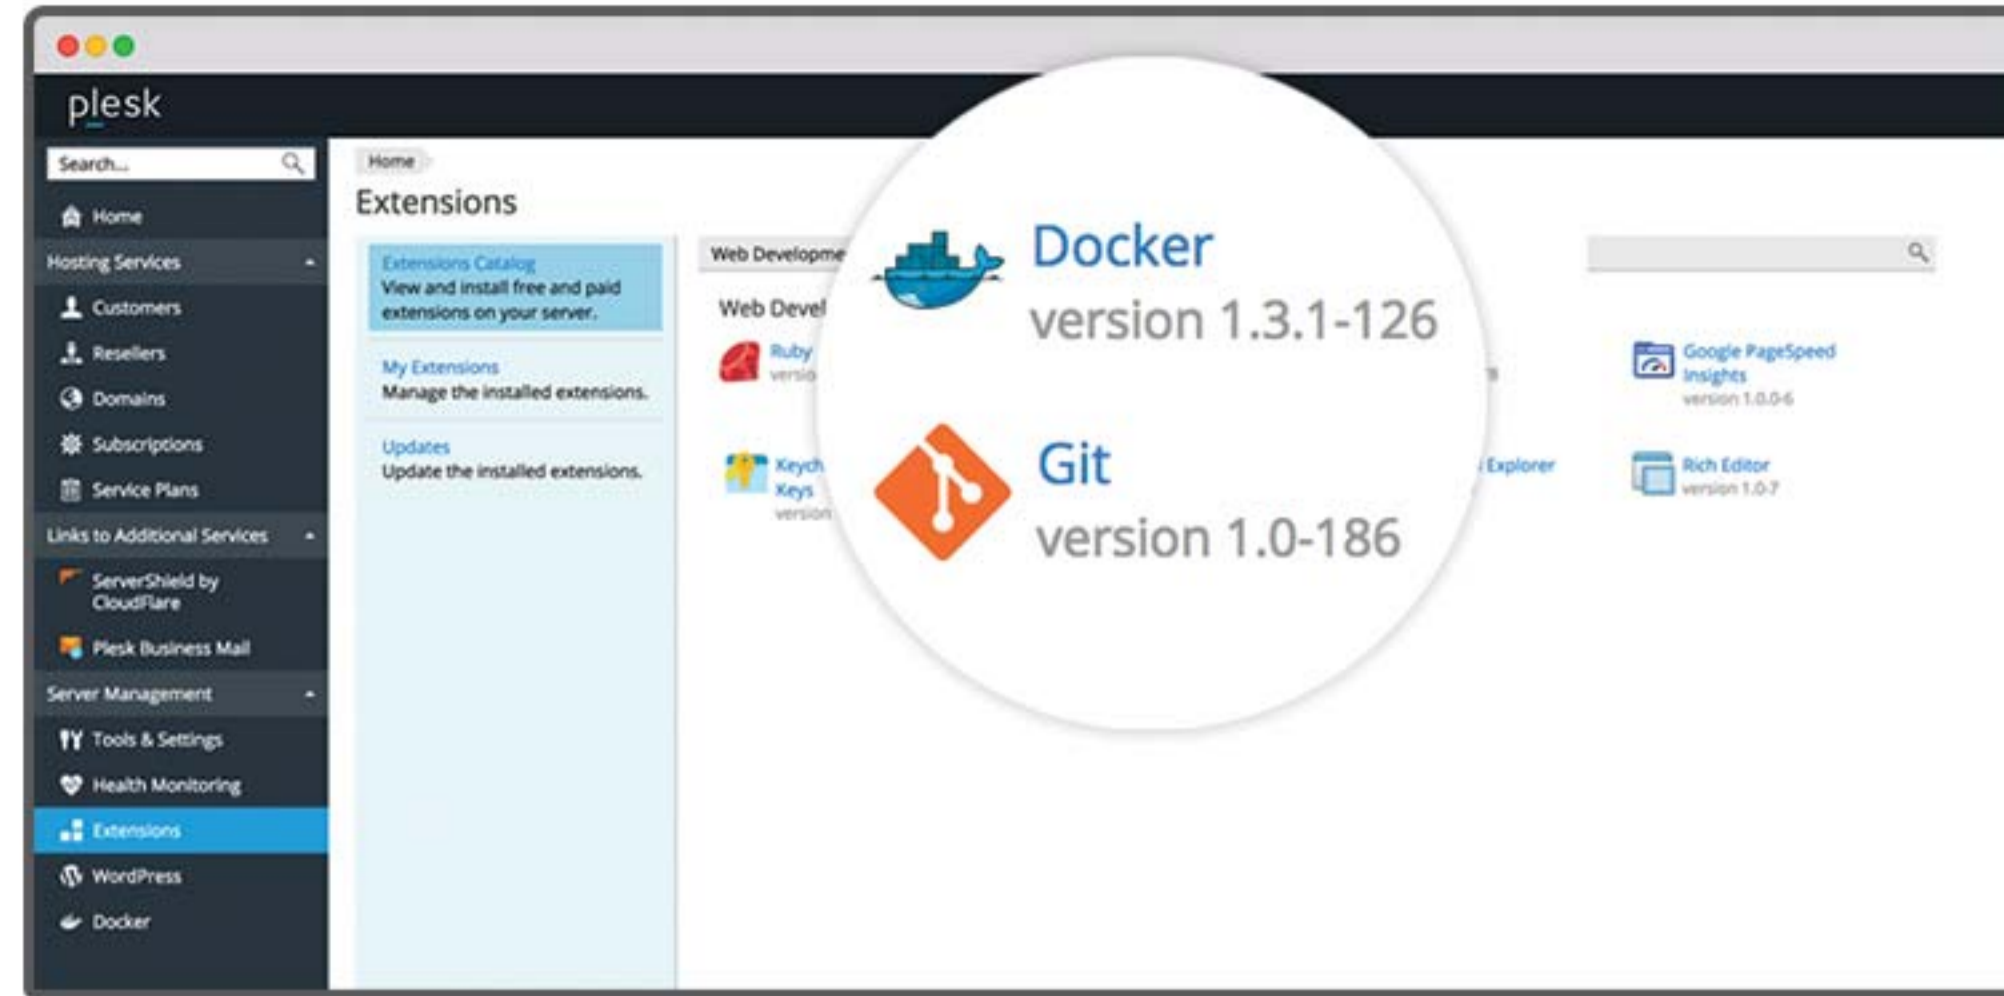 plesk
Search...
Home
Hosting Services
Customers
Resellers
Domains
Subscriptions
Service Plans
Links to Additional Services
ServerShield by
CloudFlare
Plesk Business Mail
Server Management
Tools & Settings
Health Monitoring
Extensions
WordPress
Docker
Home
Extensions
Extensions Catalog
View and install free and paid
extensions on your server.
My Extensions
Manage the installed extensions.
Updates
Update the installed extensions.
Web Developme
Web Devel
Ruby
versio
Keych
Keys
version
Docker
version 1.3.1-126
Git
version 1.0-186
Explorer
Google PageSpeed
Insights
version 1.0.0-6
Rich Editor
version 1.0-7